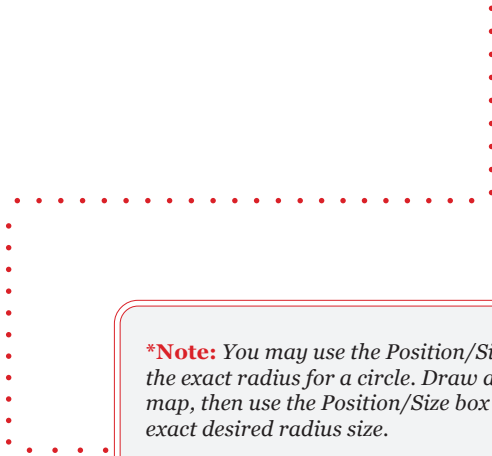 *Note: You may use the Position/Si
the exact radius for a circle. Draw a
map, then use the Position/Size box
exact desired radius size.